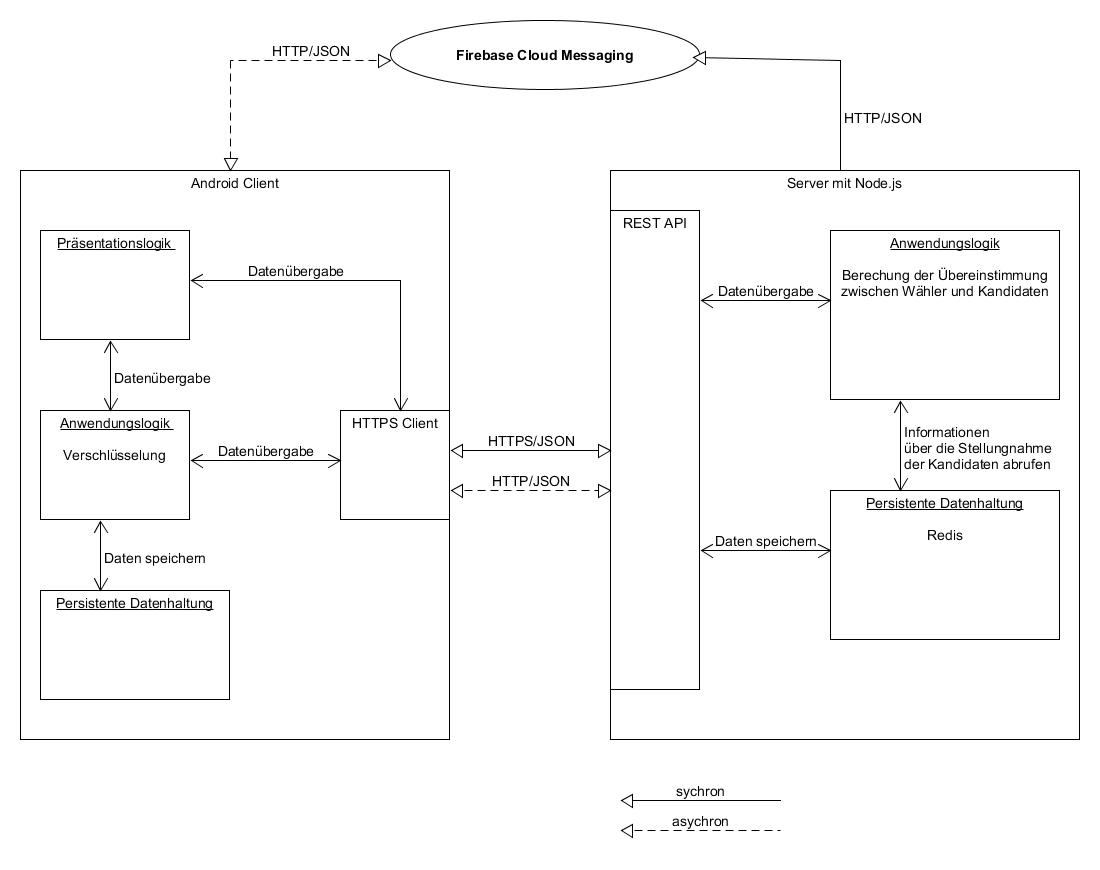 HTTP/JSON
Firebase Cloud Messaging
HTTP/JSON
Android Client
Präsentationslogik
Datenübergabe
Datenübergabe
Anwendungslogik
Verschlüsselung
Datenübergabe
HTTPS Client
Daten speichern
Persistente Datenhaltung
HTTPS/JSON
HTTP/JSON
Server mit Node.js
REST API
Datenübergabe
Anwendungslogik
Berechung der Übereinstimmung
zwischen Wähler und Kandidaten
Informationen
über die Stellungnahme
der Kandidaten abrufen
Daten speichern
Persistente Datenhaltung
Redis
sychron
asychron